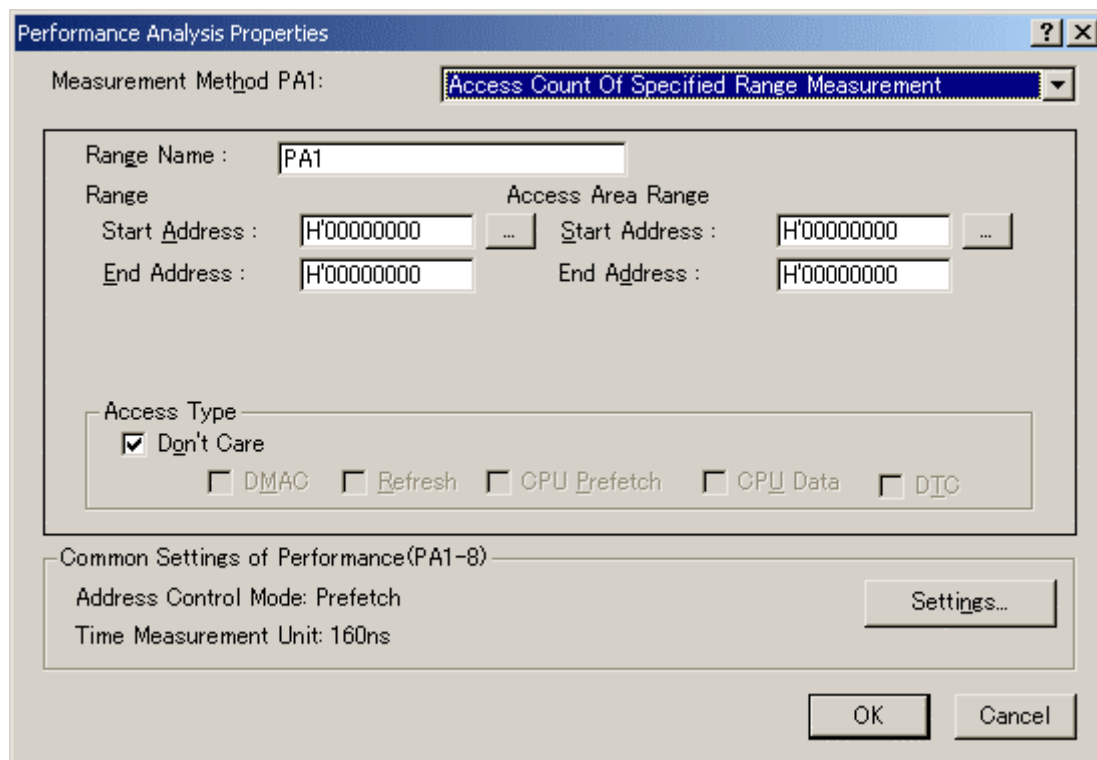 Performance Analysis Properties
Measurement Method PA1: Access Count Of Specified Range Measurement
Range Name : PA1
Range Access Area Range
Start Address : H'00000000 ... Start Address : H'00000000 ...
End Address : H'00000000 End Address : H'00000000
Access Type
Don't Care
DMAC Refresh CPU Prefetch CPU Data DTC
Common Settings of Performance(PA1-8)
Address Control Mode: Prefetch
Settings...
Time Measurement Unit: 160ns
OK Cancel